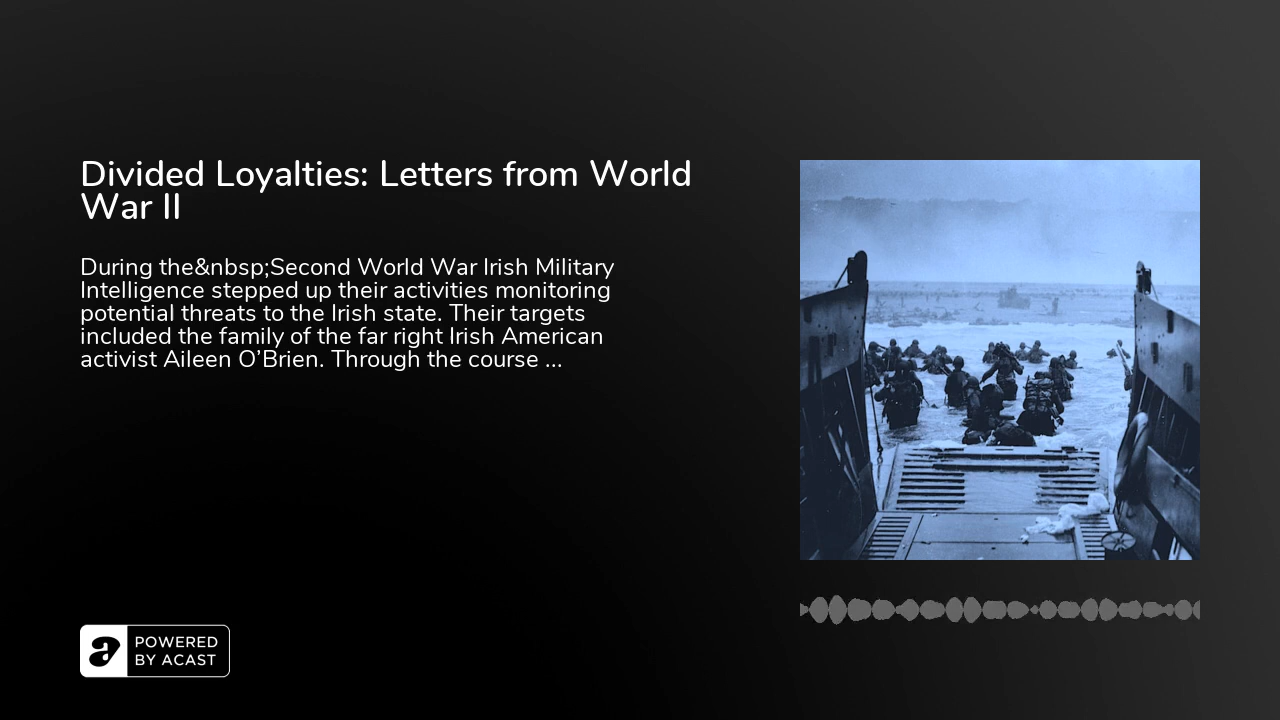 Divided Loyalties: Letters from World
War II
During the&nbsp;Second World War Irish Military
Intelligence stepped up their activities monitoring
potential threats to the Irish state. Their targets
included the family of the far right Irish American
activist Aileen O’Brien. Through the course ...
POWERED
BY ACAST